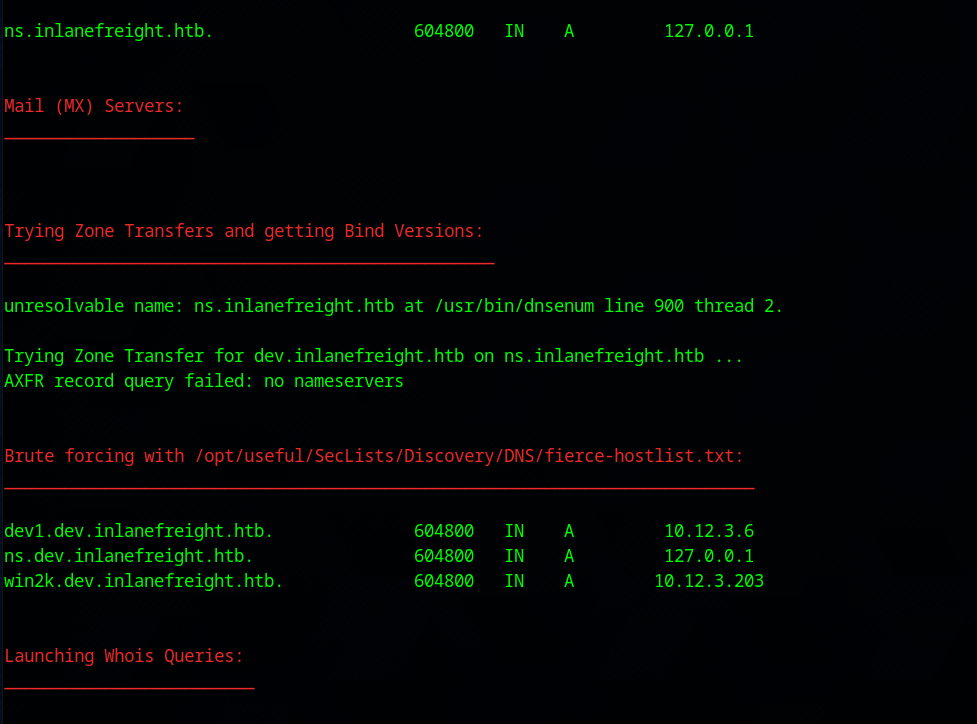 ns.inlanefreight.htb. 604800 IN A 127.0.0.1
Mail (MX) Servers:
Trying Zone Transfers and getting Bind Versions:
unresolvable name: ns.inlanefreight.htb at /usr/bin/dnsenum line 900 thread 2.
Trying Zone Transfer for dev.inlanefreight.htb on ns.inlanefreight.htb ...
AXFR record query failed: no nameservers
Brute forcing with /opt/useful/SecLists/Discovery/DNS/fierce-hostlist.txt:
dev1.dev.inlanefreight.htb. 604800 IN A 10.12.3.6
ns.dev.inlanefreight.htb. 604800 IN A 127.0.0.1
win2k.dev.inlanefreight.htb. 604800 IN A 10.12.3.203
Launching Whois Queries: